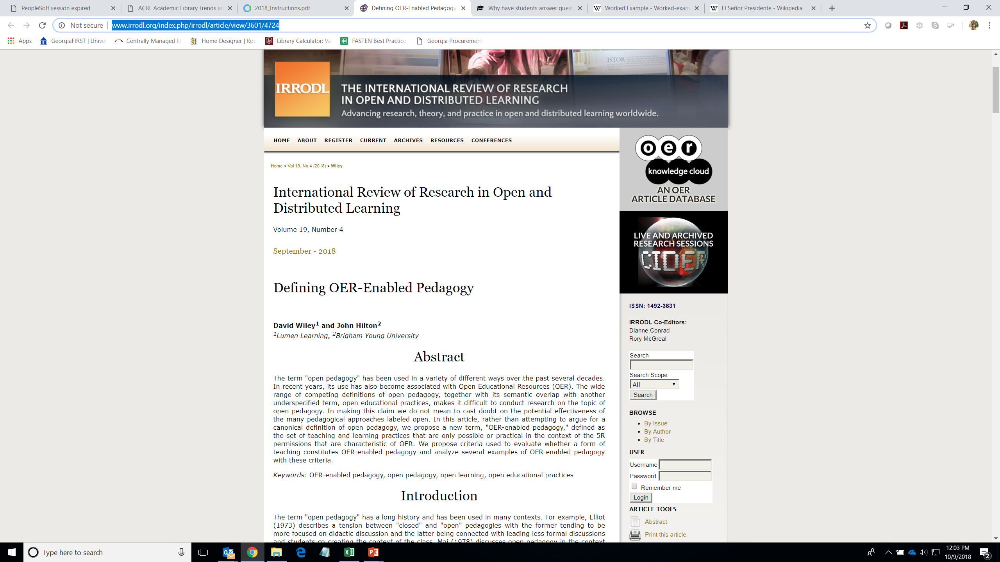 PeopleSoft session expired
ACRL Academic Library Trends an
2018_Instructions.pdf
Defining OER-Enabled Pedagogy
Why have students answer quest
Worked Example - Worked-exam
El Señor Presidente - Wikipedia
Not secure
www.irrodl.org/index.php/irrodl/article/view/3601/4724
Apps
GeorgiaFIRST | Univer
Centrally Managed El
Home Designer | Roo
Library Calculator: Val
FASTEN Best Practice
Georgia Procurement
JSTOR
IRRODL
THE INTERNATIONAL REVIEW OF RESEARCH
IN OPEN AND DISTRIBUTED LEARNING
Advancing research, theory, and practice in open and distributed learning worldwide.
HOME ABOUT REGISTER CURRENT ARCHIVES RESOURCES CONFERENCES
Home > Vol 19, No 4 (2018) > Wiley
International Review of Research in Open and
Distributed Learning
Volume 19, Number 4
September - 2018
Defining OER-Enabled Pedagogy
David Wiley1 and John Hilton2
1Lumen Learning, 2Brigham Young University
Abstract
The term "open pedagogy" has been used in a variety of different ways over the past several decades.
In recent years, its use has also become associated with Open Educational Resources (OER). The wide
range of competing definitions of open pedagogy, together with its semantic overlap with another
underspecified term, open educational practices, makes it difficult to conduct research on the topic of
open pedagogy. In making this claim we do not mean to cast doubt on the potential effectiveness of
the many pedagogical approaches labeled open. In this article, rather than attempting to argue for a
canonical definition of open pedagogy, we propose a new term, "OER-enabled pedagogy," defined as
the set of teaching and learning practices that are only possible or practical in the context of the 5R
permissions that are characteristic of OER. We propose criteria used to evaluate whether a form of
teaching constitutes OER-enabled pedagogy and analyze several examples of OER-enabled pedagogy
with these criteria.
Keywords: OER-enabled pedagogy, open pedagogy, open learning, open educational practices
Introduction
The term "open pedagogy" has a long history and has been used in many contexts. For example, Elliot
(1973) describes a tension between "closed" and "open" pedagogies with the former tending to be
more focused on didactic discussion and the latter being connected with leading less formal discussions
and students co-creating the context of the class. Mai (1978) discusses open pedagogy in the context
oer
knowledge cloud
AN OER
ARTICLE DATABASE
LIVE AND ARCHIVED
RESEARCH SESSIONS
CIDER
ISSN: 1492-3831
IRRODL Co-Editors:
Dianne Conrad
Rory McGreal
Search
Search Scope
All
Search
BROWSE
By Issue
By Author
By Title
USER
Username
Password
Remember me
Login
ARTICLE TOOLS
Abstract
Print this article
Type here to search
12:03 PM
10/9/2018
2